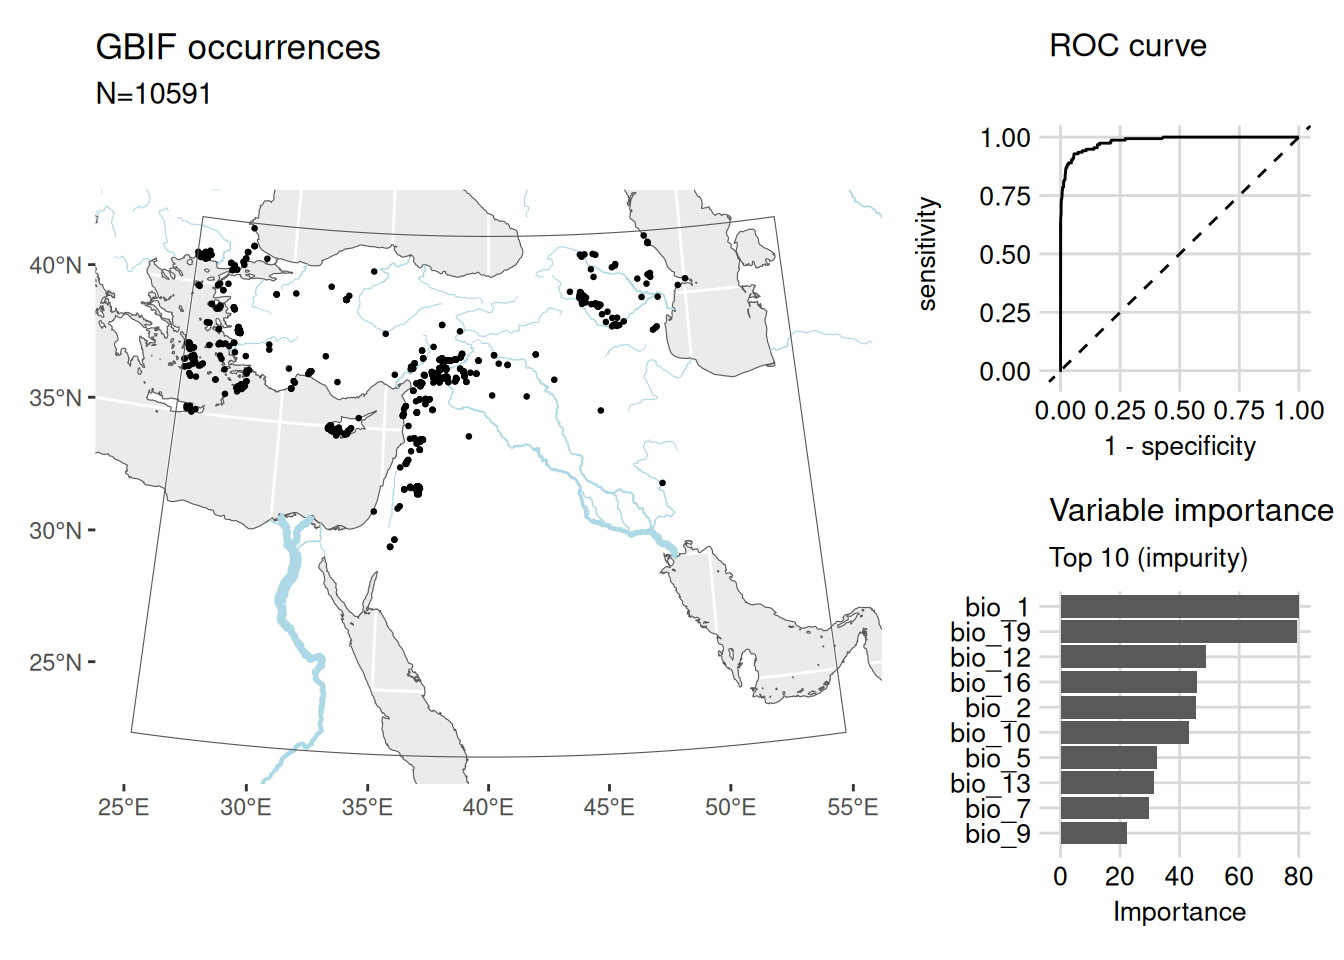 GBIF occurrences
N=10591
40°N
35°N
30°N
25°N
25°E 30°E 35°E 40°E 45°E 50°E 55°E
ROC curve
sensitivity
1.00
0.75
0.50
0.25
0.00
0.00 0.25 0.50 0.75 1.00
1 - specificity
Variable importance
Top 10 (impurity)
bio_1
bio_19
bio_12
bio_16
bio_2
bio_10
bio_5
bio_13
bio_7
bio_9
0 20 40 60 80
Importance